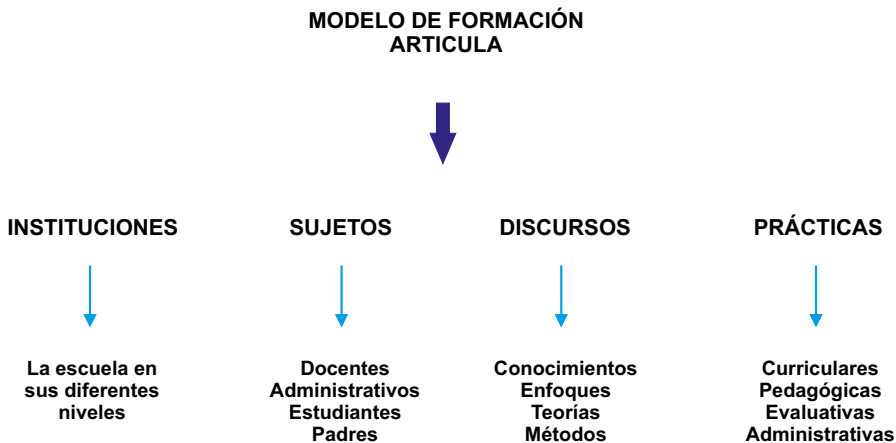 MODELO DE FORMACIÓN
ARTICULA
INSTITUCIONES
SUJETOS
DISCURSOS
PRÁCTICAS
La escuela en
sus diferentes
niveles
Docentes
Administrativos
Estudiantes
Padres
Conocimientos
Enfoques
Teorías
Métodos
Curriculares
Pedagógicas
Evaluativas
Administrativas